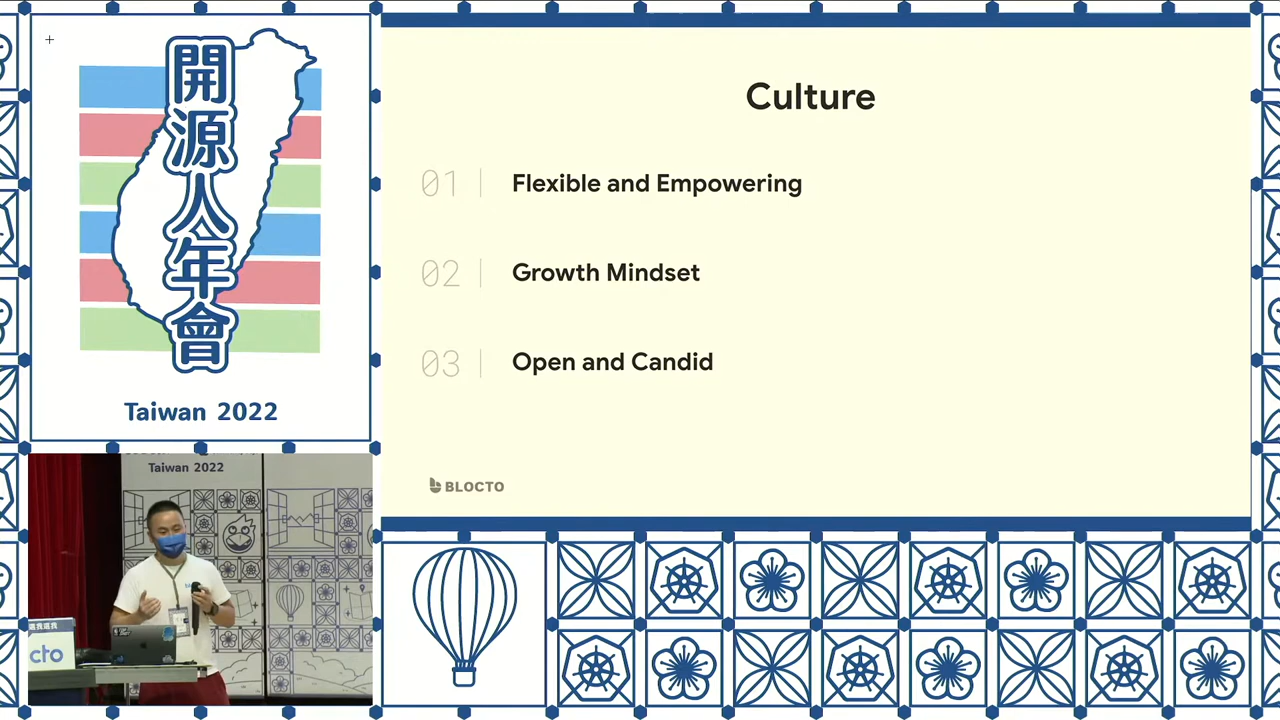 開源人年會
Taiwan 2022
Culture
01
Flexible and Empowering
02
Growth Mindset
03
Open and Candid
BLOCTO
Taiwan 2022
cto